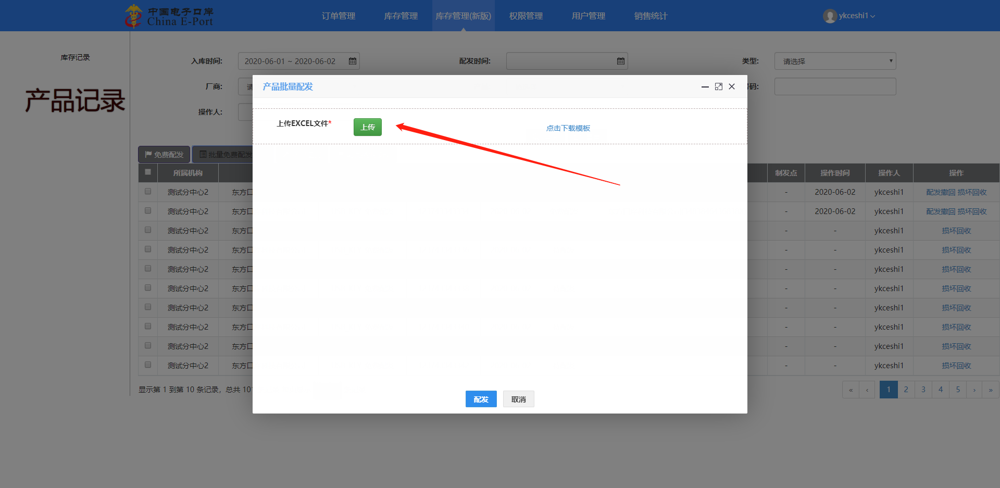 中国电子口岸
China E-Port
订单管理 库存管理 库存管理(新版) 权限管理 用户管理 销售统计 ykceshi1
库存记录
产品记录
入库时间: 2020-06-01 ~ 2020-06-02 配发时间: 类型: 请选择
厂商: 请 号码:
操作人:
产品批量配发
上传EXCEL文件* 上传 点击下载模板
免费配发 批量免费配发
所属机构 制发点 操作时间 操作人 操作
测试分中心2 东方口 - 2020-06-02 ykceshi1 配发撤回 损坏回收
测试分中心2 东方口 - 2020-06-02 ykceshi1 配发撤回 损坏回收
测试分中心2 东方口 - - ykceshi1 损坏回收
测试分中心2 东方口 - - ykceshi1 损坏回收
测试分中心2 东方口 - - ykceshi1 损坏回收
测试分中心2 东方口 - - ykceshi1 损坏回收
测试分中心2 东方口 - - ykceshi1 损坏回收
测试分中心2 东方口 - - ykceshi1 损坏回收
测试分中心2 东方口 - - ykceshi1 损坏回收
测试分中心2 东方口 - - ykceshi1 损坏回收
显示第 1 到第 10 条记录，总共 101 « ‹ 1 2 3 4 5 › »
配发 取消